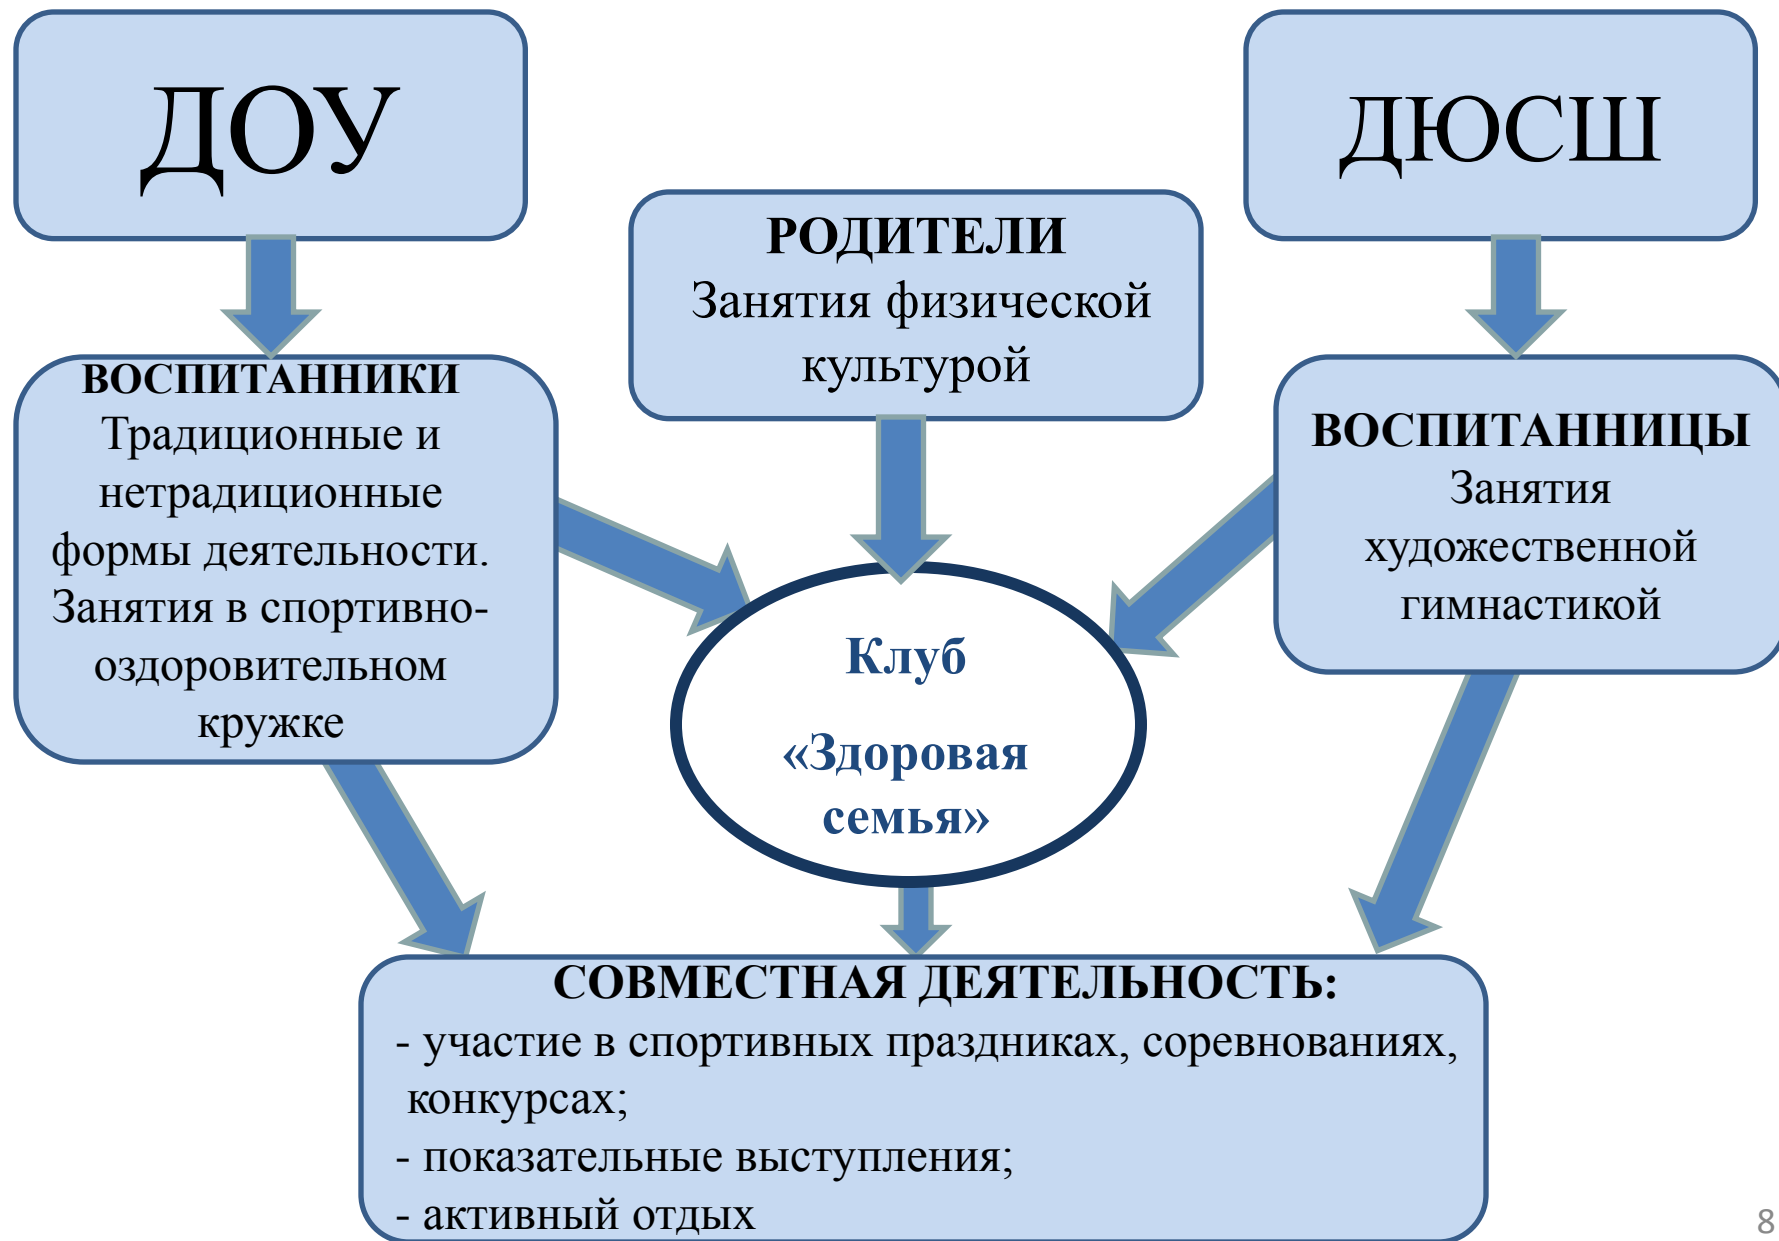 ДОУ
ДЮСШ
РОДИТЕЛИ
Занятия физической
культурой
ВОСПИТАННИКИ
Традиционные и
нетрадиционные
формы деятельности.
Занятия в спортивно-
оздоровительном
кружке
ВОСПИТАННИЦЫ
Занятия
художественной
гимнастикой
Клуб
«Здоровая
семья»
СОВМЕСТНАЯ ДЕЯТЕЛЬНОСТЬ:
- участие в спортивных праздниках, соревнованиях,
конкурсах;
- показательные выступления;
- активный отдых
8